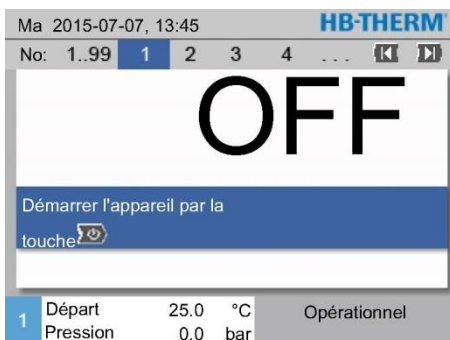 Ma 2015-07-07, 13:45 HB-THERM
No: 1..99 1 2 3 4 ...
OFF
Démarrer l'appareil par la
touche
1 Départ 25.0 °C Opérationnel
Pression 0.0 bar